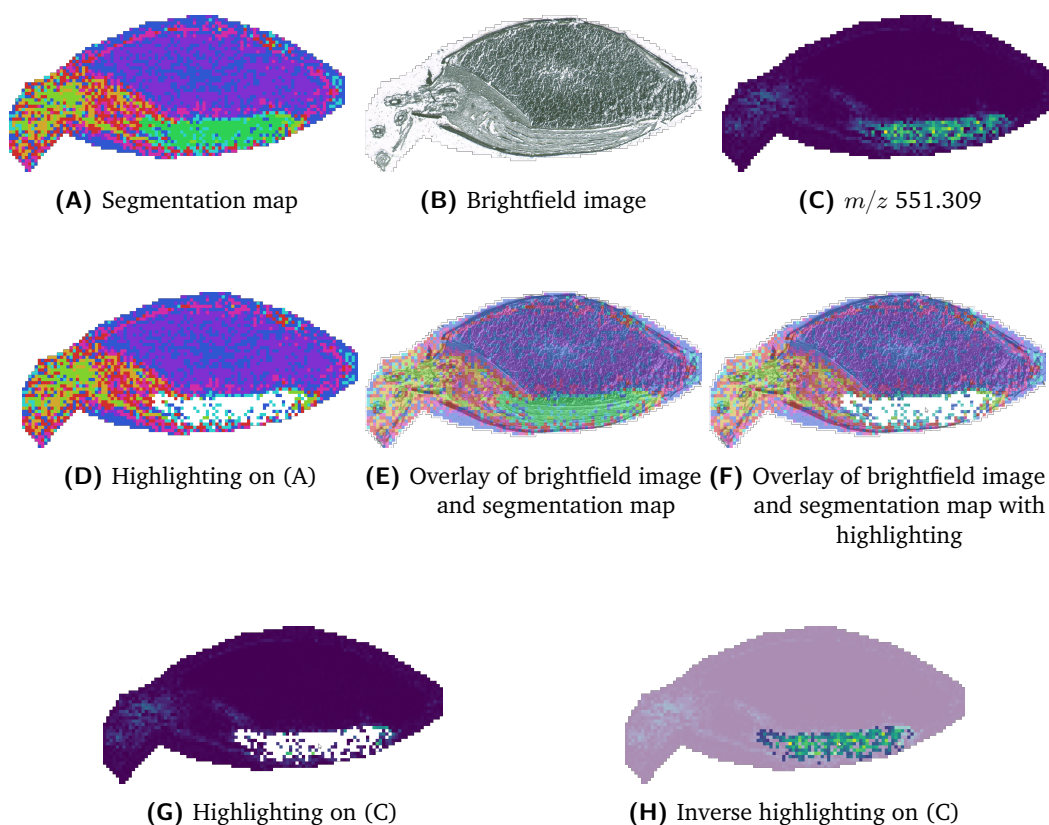 (A) Segmentation map
(B) Brightfield image
(C) m/z 551.309
(D) Highlighting on (A)
(E) Overlay of brightfield image
and segmentation map
(F) Overlay of brightfield image
and segmentation map with
highlighting
(G) Highlighting on (C)
(H) Inverse highlighting on (C)